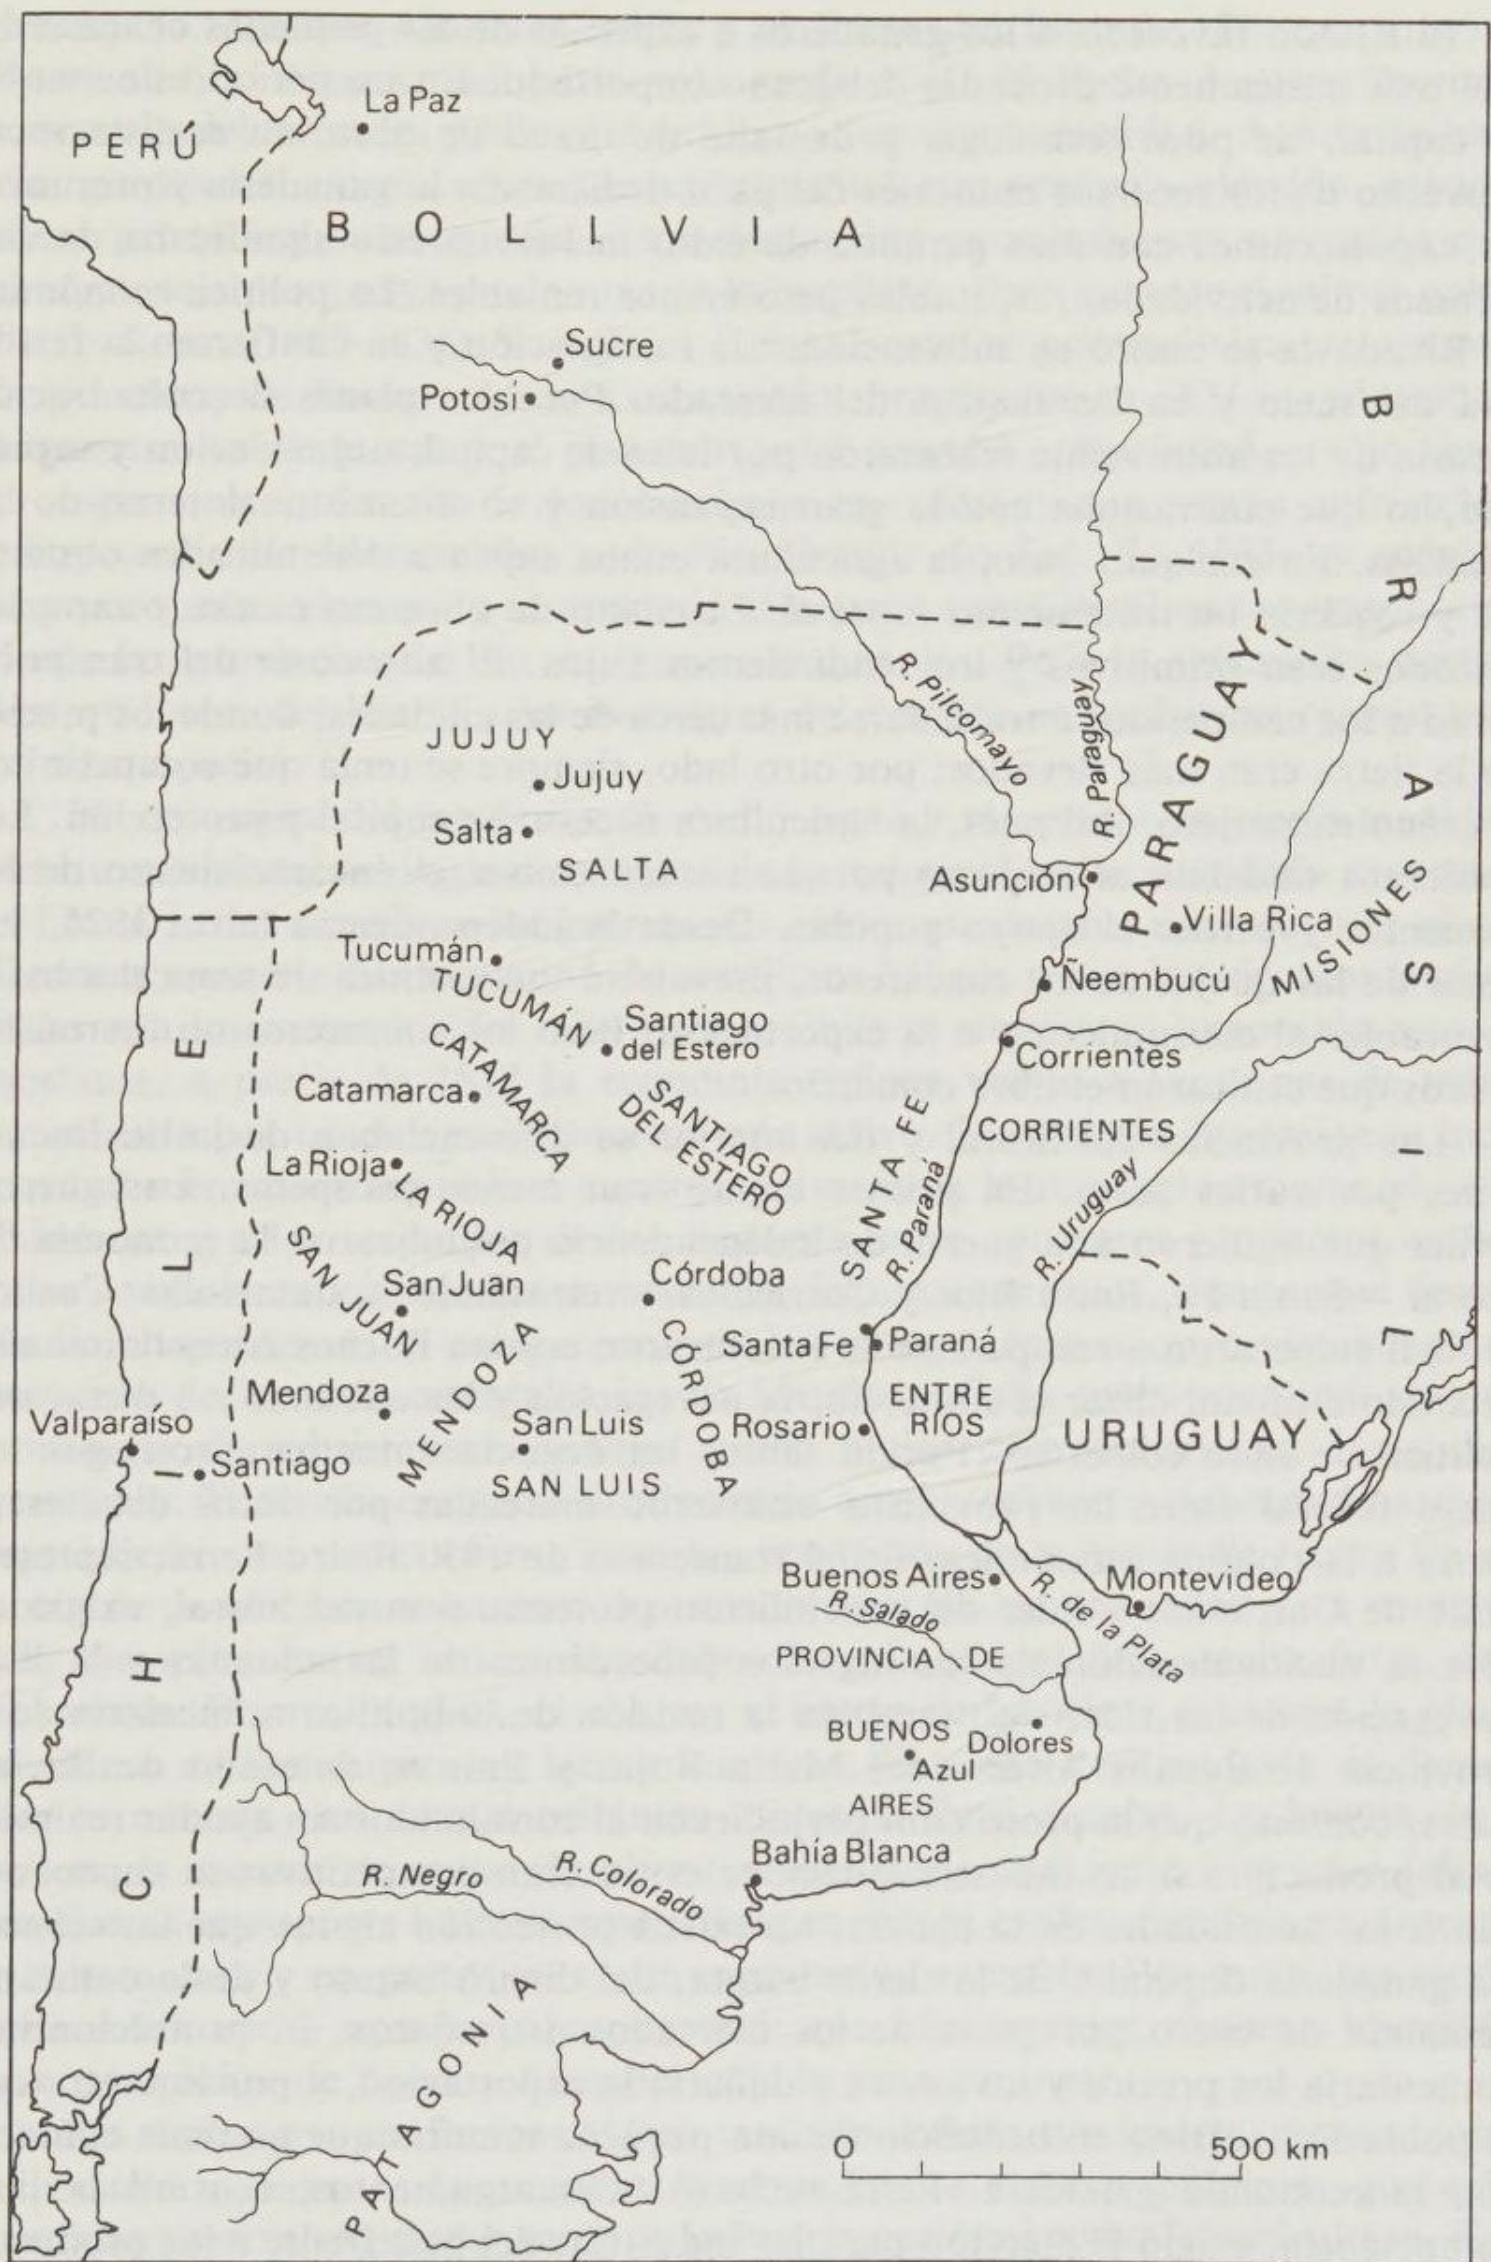 La Paz
PERÚ
BOLIVIA
Sucre
Potosí
BRASIL
R. Pilcomayo
R. Paraguay
PARAGUAY
JUJUY
Jujuy
Salta
SALTA
Asunción
Villa Rica
MISIONES
Tucumán
TUCUMÁN
Ñeembucú
Santiago
del Estero
Corrientes
CATAMARCA
Catamarca
SANTIAGO
DEL ESTERO
CORRIENTES
SANTA FE
R. Paraná
R. Uruguay
La Rioja
LA RIOJA
SAN JUAN
San Juan
Córdoba
CÓRDOBA
Santa Fe
Paraná
ENTRE
RÍOS
Mendoza
MENDOZA
San Luis
SAN LUIS
Rosario
URUGUAY
Valparaíso
Santiago
CHILE
Buenos Aires
R. de la Plata
Montevideo
R. Salado
PROVINCIA DE
BUENOS
AIRES
Dolores
Azul
Bahía Blanca
R. Negro
R. Colorado
PATAGONIA
0 500 km